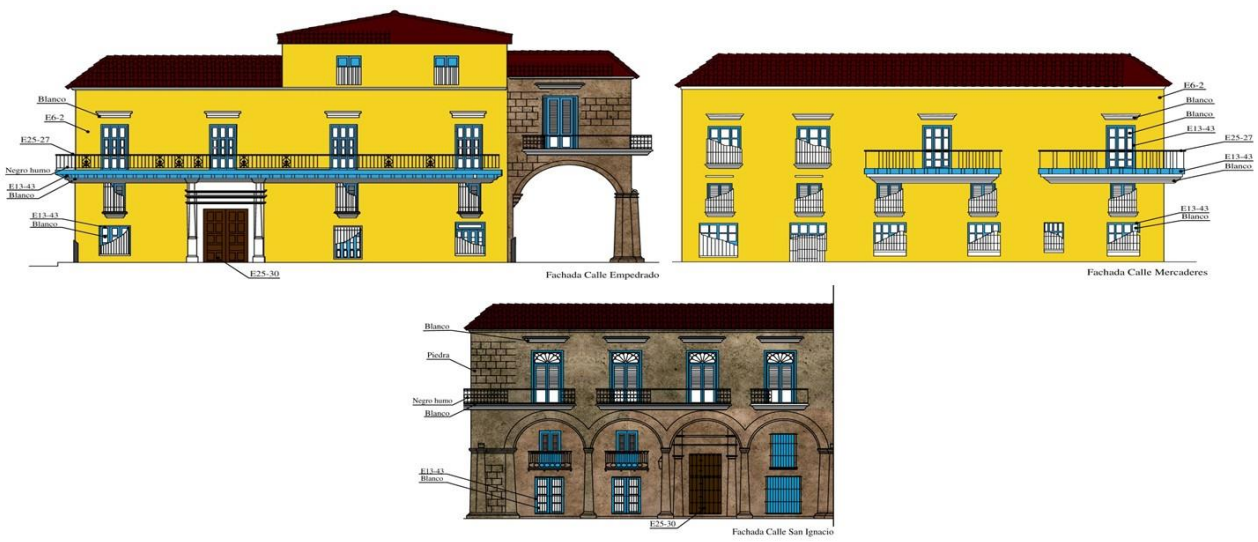 Blanco
E6-2
E25-27
Negro humo
E13-43
Blanco
E13-43
Blanco
E25-30
Fachada Calle Empedrado
E6-2
Blanco
Blanco
E13-43
E25-27
E13-43
Blanco
E13-43
Blanco
Fachada Calle Mercaderes
Blanco
Piedra
Negro humo
Blanco
E13-43
Blanco
E25-30
Fachada Calle San Ignacio